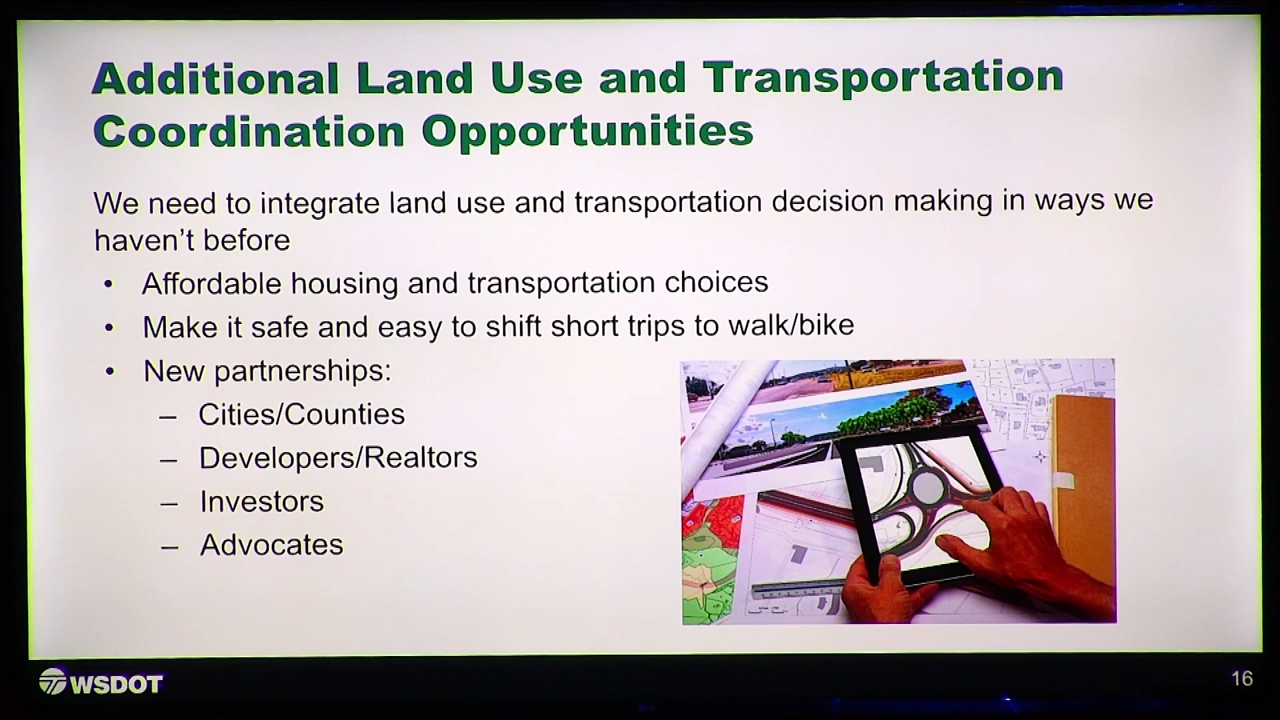 Additional Land Use and Transportation
Coordination Opportunities
We need to integrate land use and transportation decision making in ways we
haven't before
• Affordable housing and transportation choices
• Make it safe and easy to shift short trips to walk/bike
• New partnerships:
– Cities/Counties
– Developers/Realtors
– Investors
– Advocates
WSDOT
16